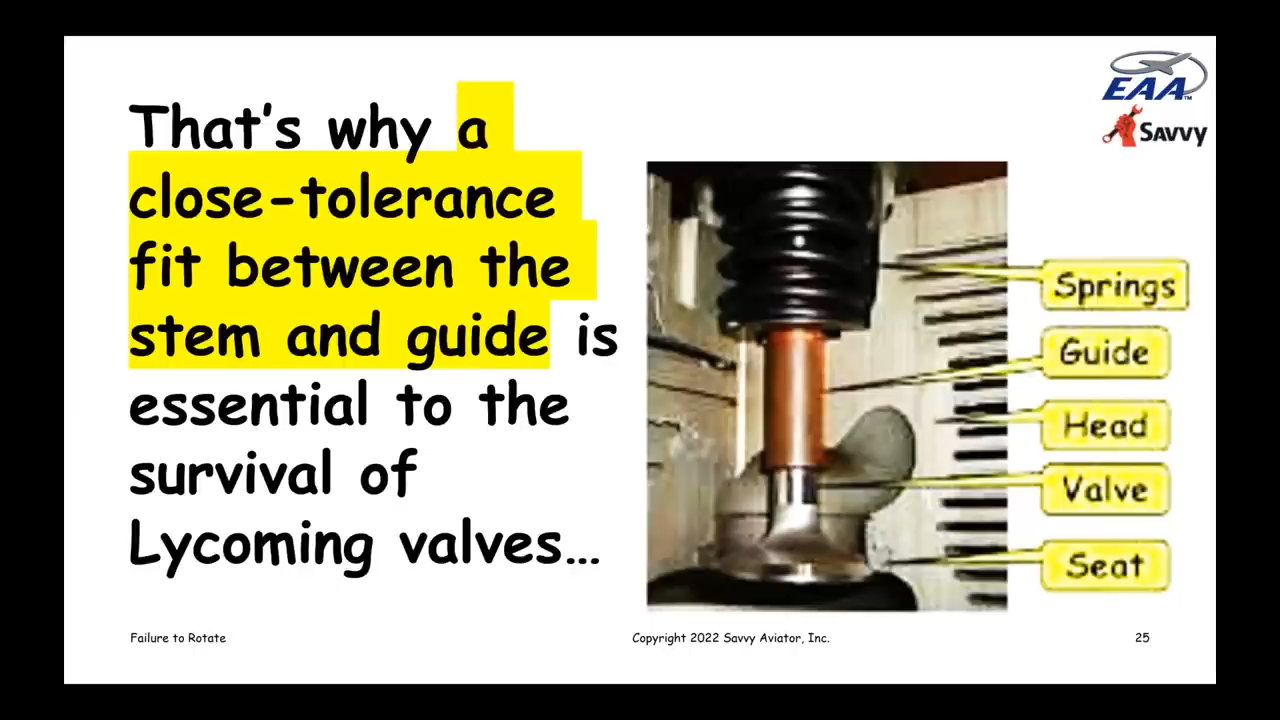 That's why a
close-tolerance
fit between the
stem and guide is
essential to the
survival of
Lycoming valves...
EAA™
SAVVY
Springs
Guide
Head
Valve
Seat
Failure to Rotate
Copyright 2022 Savvy Aviator, Inc.
25